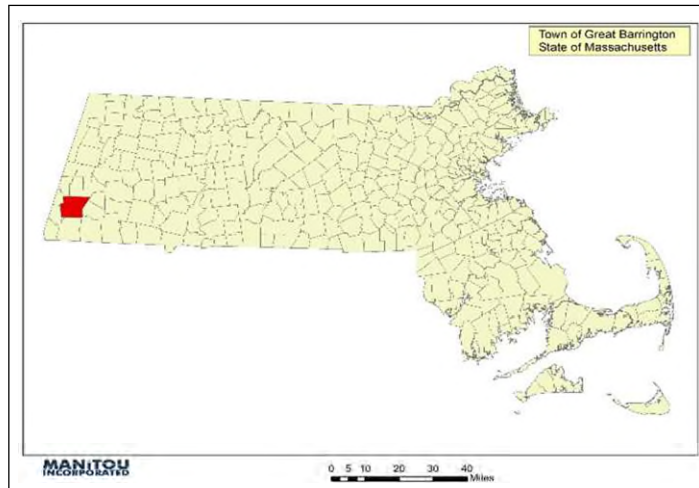 Town of Great Barrington
State of Massachusetts
MANiTOU
INCORPORATED
0 5 10 20 30 40
Miles